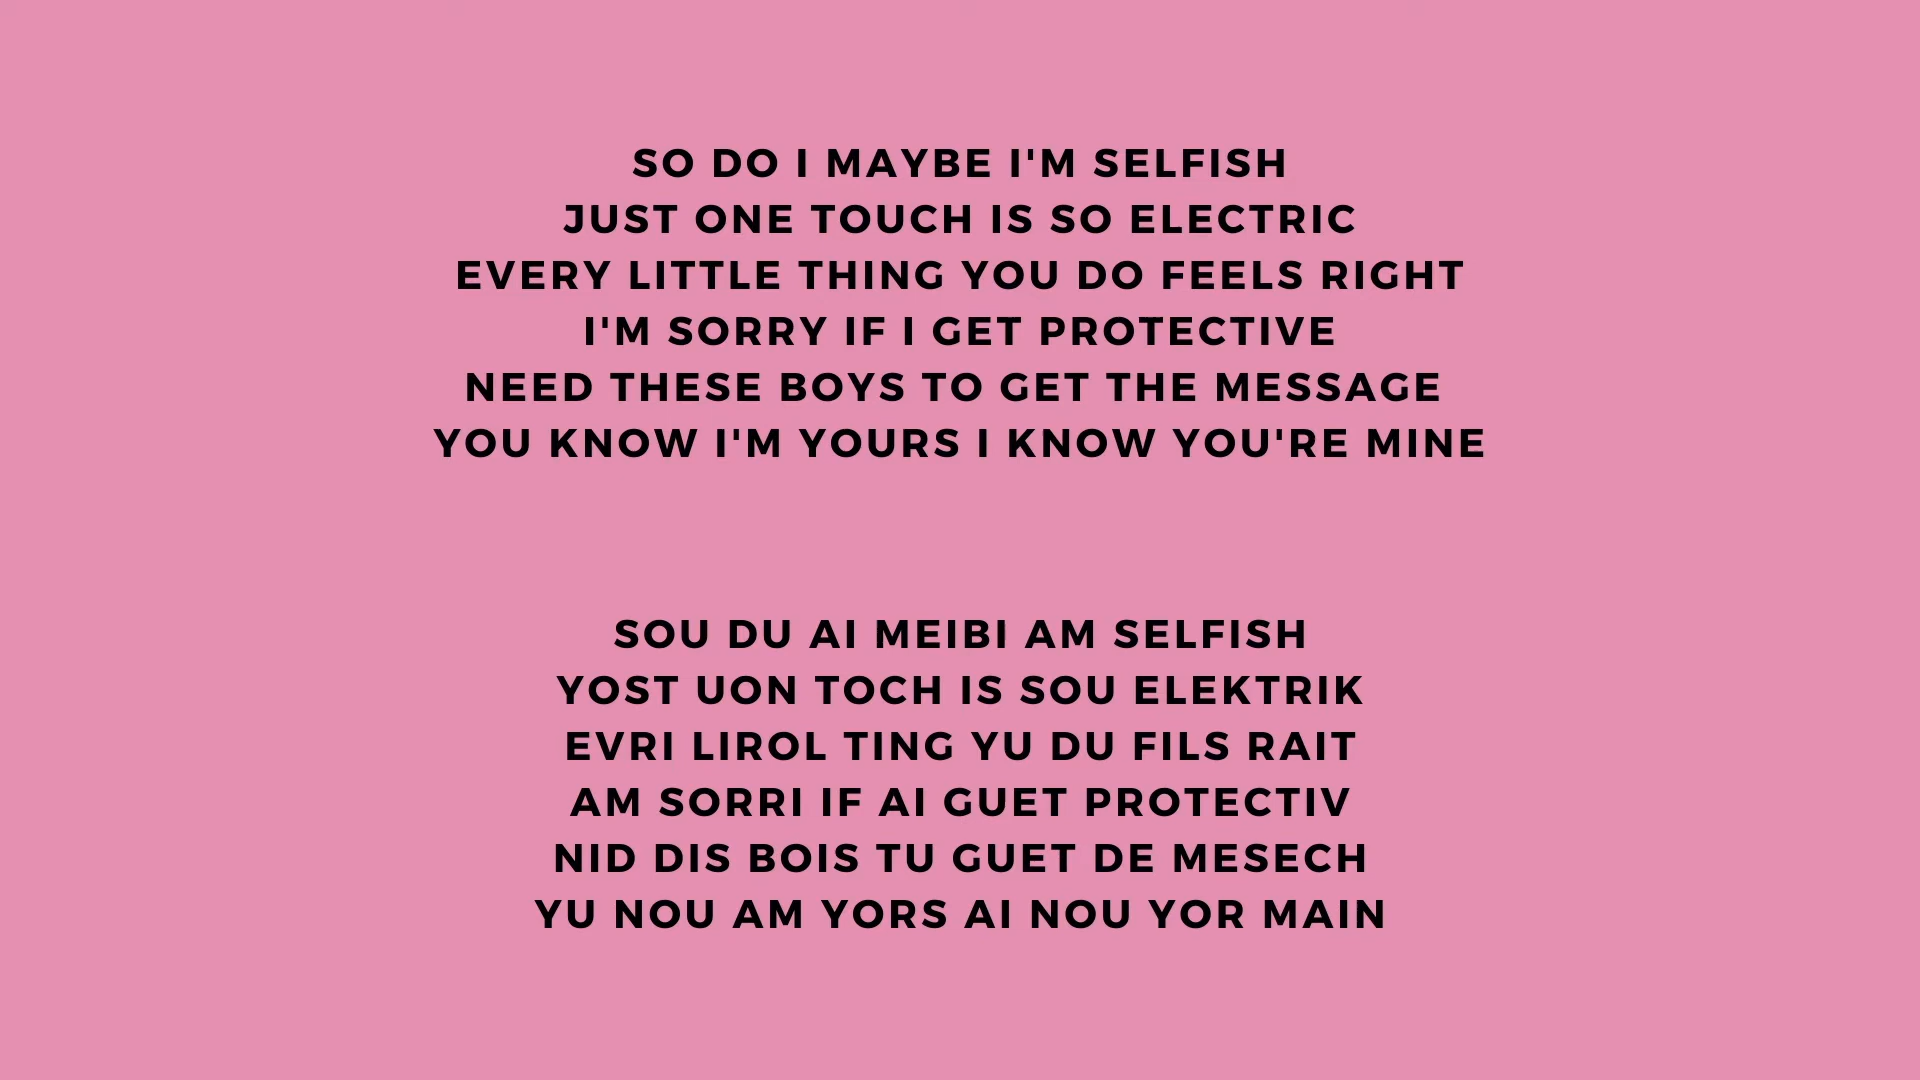 SO DO I MAYBE I'M SELFISH
JUST ONE TOUCH IS SO ELECTRIC
EVERY LITTLE THING YOU DO FEELS RIGHT
I'M SORRY IF I GET PROTECTIVE
NEED THESE BOYS TO GET THE MESSAGE
YOU KNOW I'M YOURS I KNOW YOU'RE MINE
SOU DU AI MEIBI AM SELFISH
YOST UON TOCH IS SOU ELEKTRIK
EVRI LIROL TING YU DU FILS RAIT
AM SORRI IF AI GUET PROTECTIV
NID DIS BOIS TU GUET DE MESECH
YU NOU AM YORS AI NOU YOR MAIN